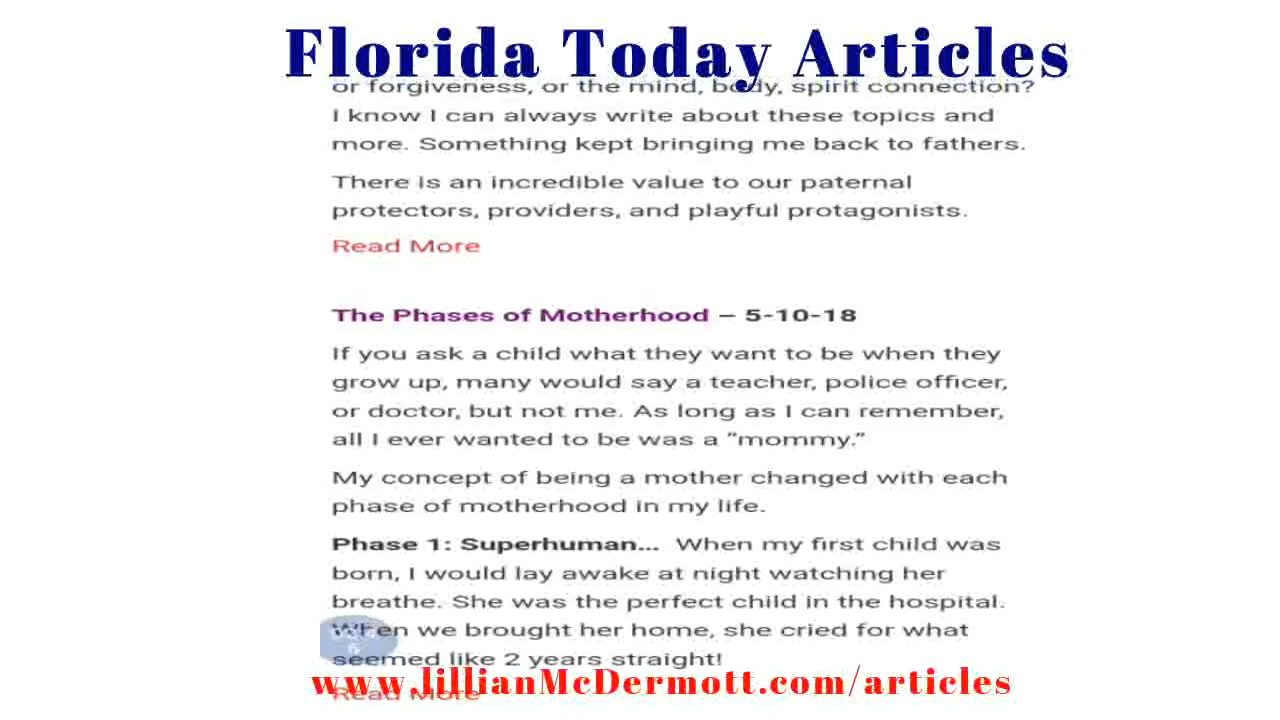 Florida Today Articles
or forgiveness, or the mind, body, spirit connection?
I know I can always write about these topics and
more. Something kept bringing me back to fathers.
There is an incredible value to our paternal
protectors, providers, and playful protagonists.
Read More
The Phases of Motherhood – 5-10-18
If you ask a child what they want to be when they
grow up, many would say a teacher, police officer,
or doctor, but not me. As long as I can remember,
all I ever wanted to be was a “mommy.”
My concept of being a mother changed with each
phase of motherhood in my life.
Phase 1: Superhuman... When my first child was
born, I would lay awake at night watching her
breathe. She was the perfect child in the hospital.
When we brought her home, she cried for what
seemed like 2 years straight!
www.lillianMcDermott.com/articles
Read More